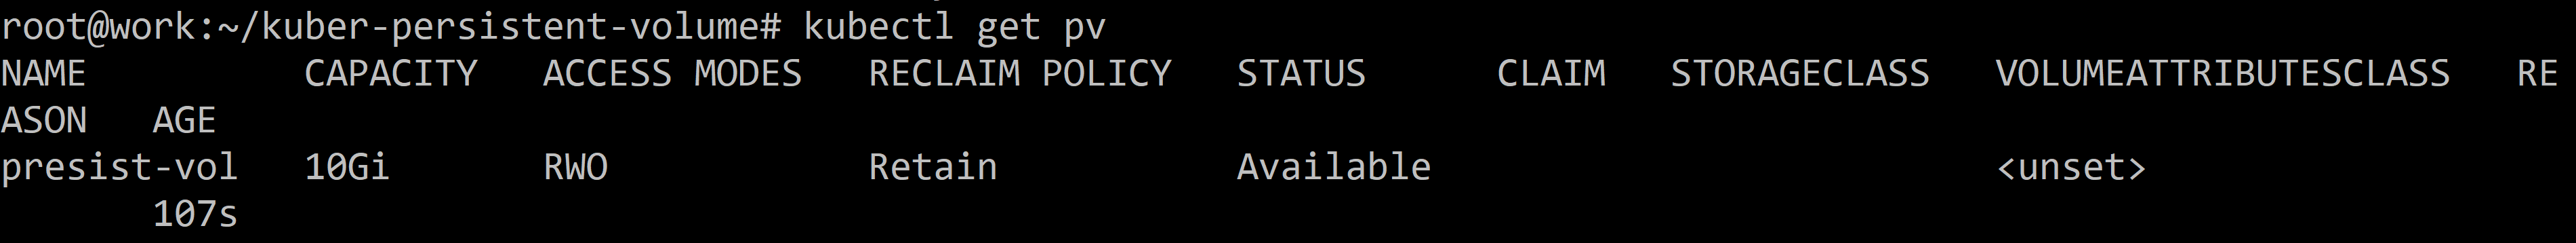 root@work:~/kuber-persistent-volume# kubectl get pv
NAME          CAPACITY   ACCESS MODES   RECLAIM POLICY   STATUS      CLAIM   STORAGECLASS   VOLUMEATTRIBUTESCLASS   RE
ASON   AGE
presist-vol   10Gi       RWO            Retain           Available                          <unset>
       107s